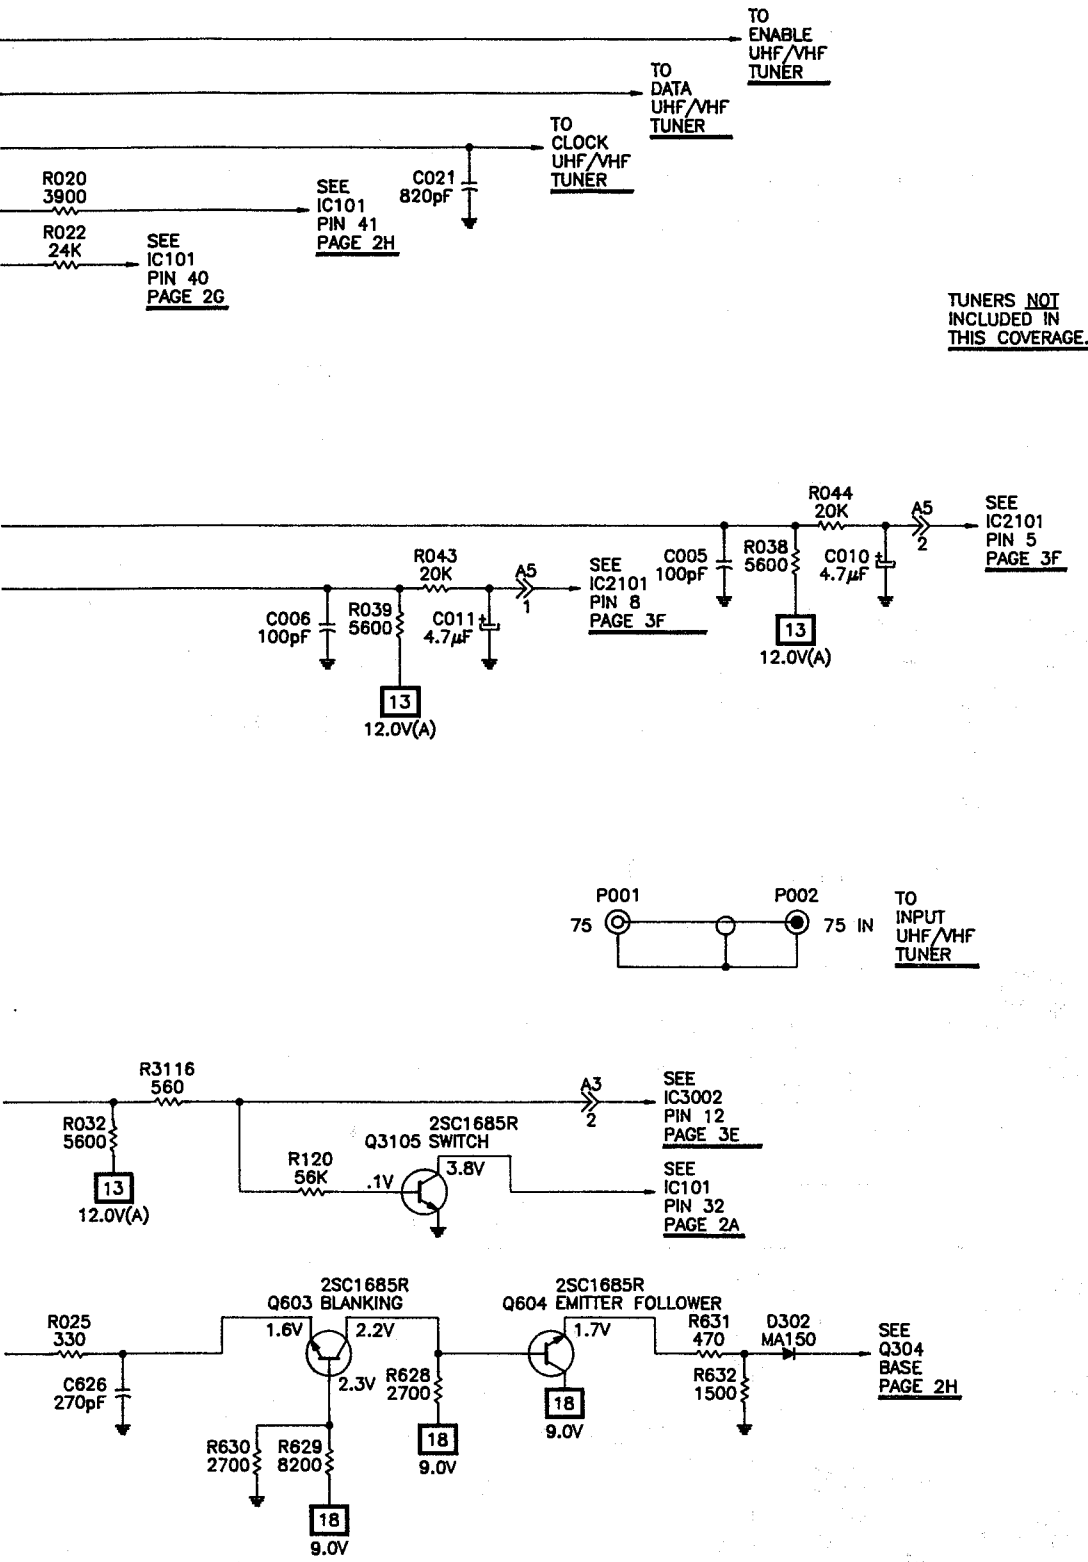 TO
ENABLE
UHF/VHF
TUNER
TO
DATA
UHF/VHF
TUNER
TO
CLOCK
UHF/VHF
TUNER
C021
820pF
R020
3900
SEE
IC101
PIN 41
PAGE 2H
R022
24K
SEE
IC101
PIN 40
PAGE 2G
TUNERS NOT
INCLUDED IN
THIS COVERAGE.
R044
20K
A5
2
SEE
IC2101
PIN 5
PAGE 3F
C005
100pF
R038
5600
C010
4.7µF
+
13
12.0V(A)
R043
20K
A5
1
SEE
IC2101
PIN 8
PAGE 3F
C006
100pF
R039
5600
C011
4.7µF
+
13
12.0V(A)
P001
P002
75
75 IN
TO
INPUT
UHF/VHF
TUNER
R3116
560
A3
2
SEE
IC3002
PIN 12
PAGE 3E
R032
5600
13
12.0V(A)
2SC1685R
Q3105 SWITCH
R120
56K
.1V
3.8V
SEE
IC101
PIN 32
PAGE 2A
2SC1685R
Q603 BLANKING
2SC1685R
Q604 EMITTER FOLLOWER
R025
330
1.6V
2.2V
2.3V
1.7V
R631
470
D302
MA150
SEE
Q304
BASE
PAGE 2H
C626
270pF
R628
2700
R632
1500
18
9.0V
18
9.0V
R630
2700
R629
8200
18
9.0V